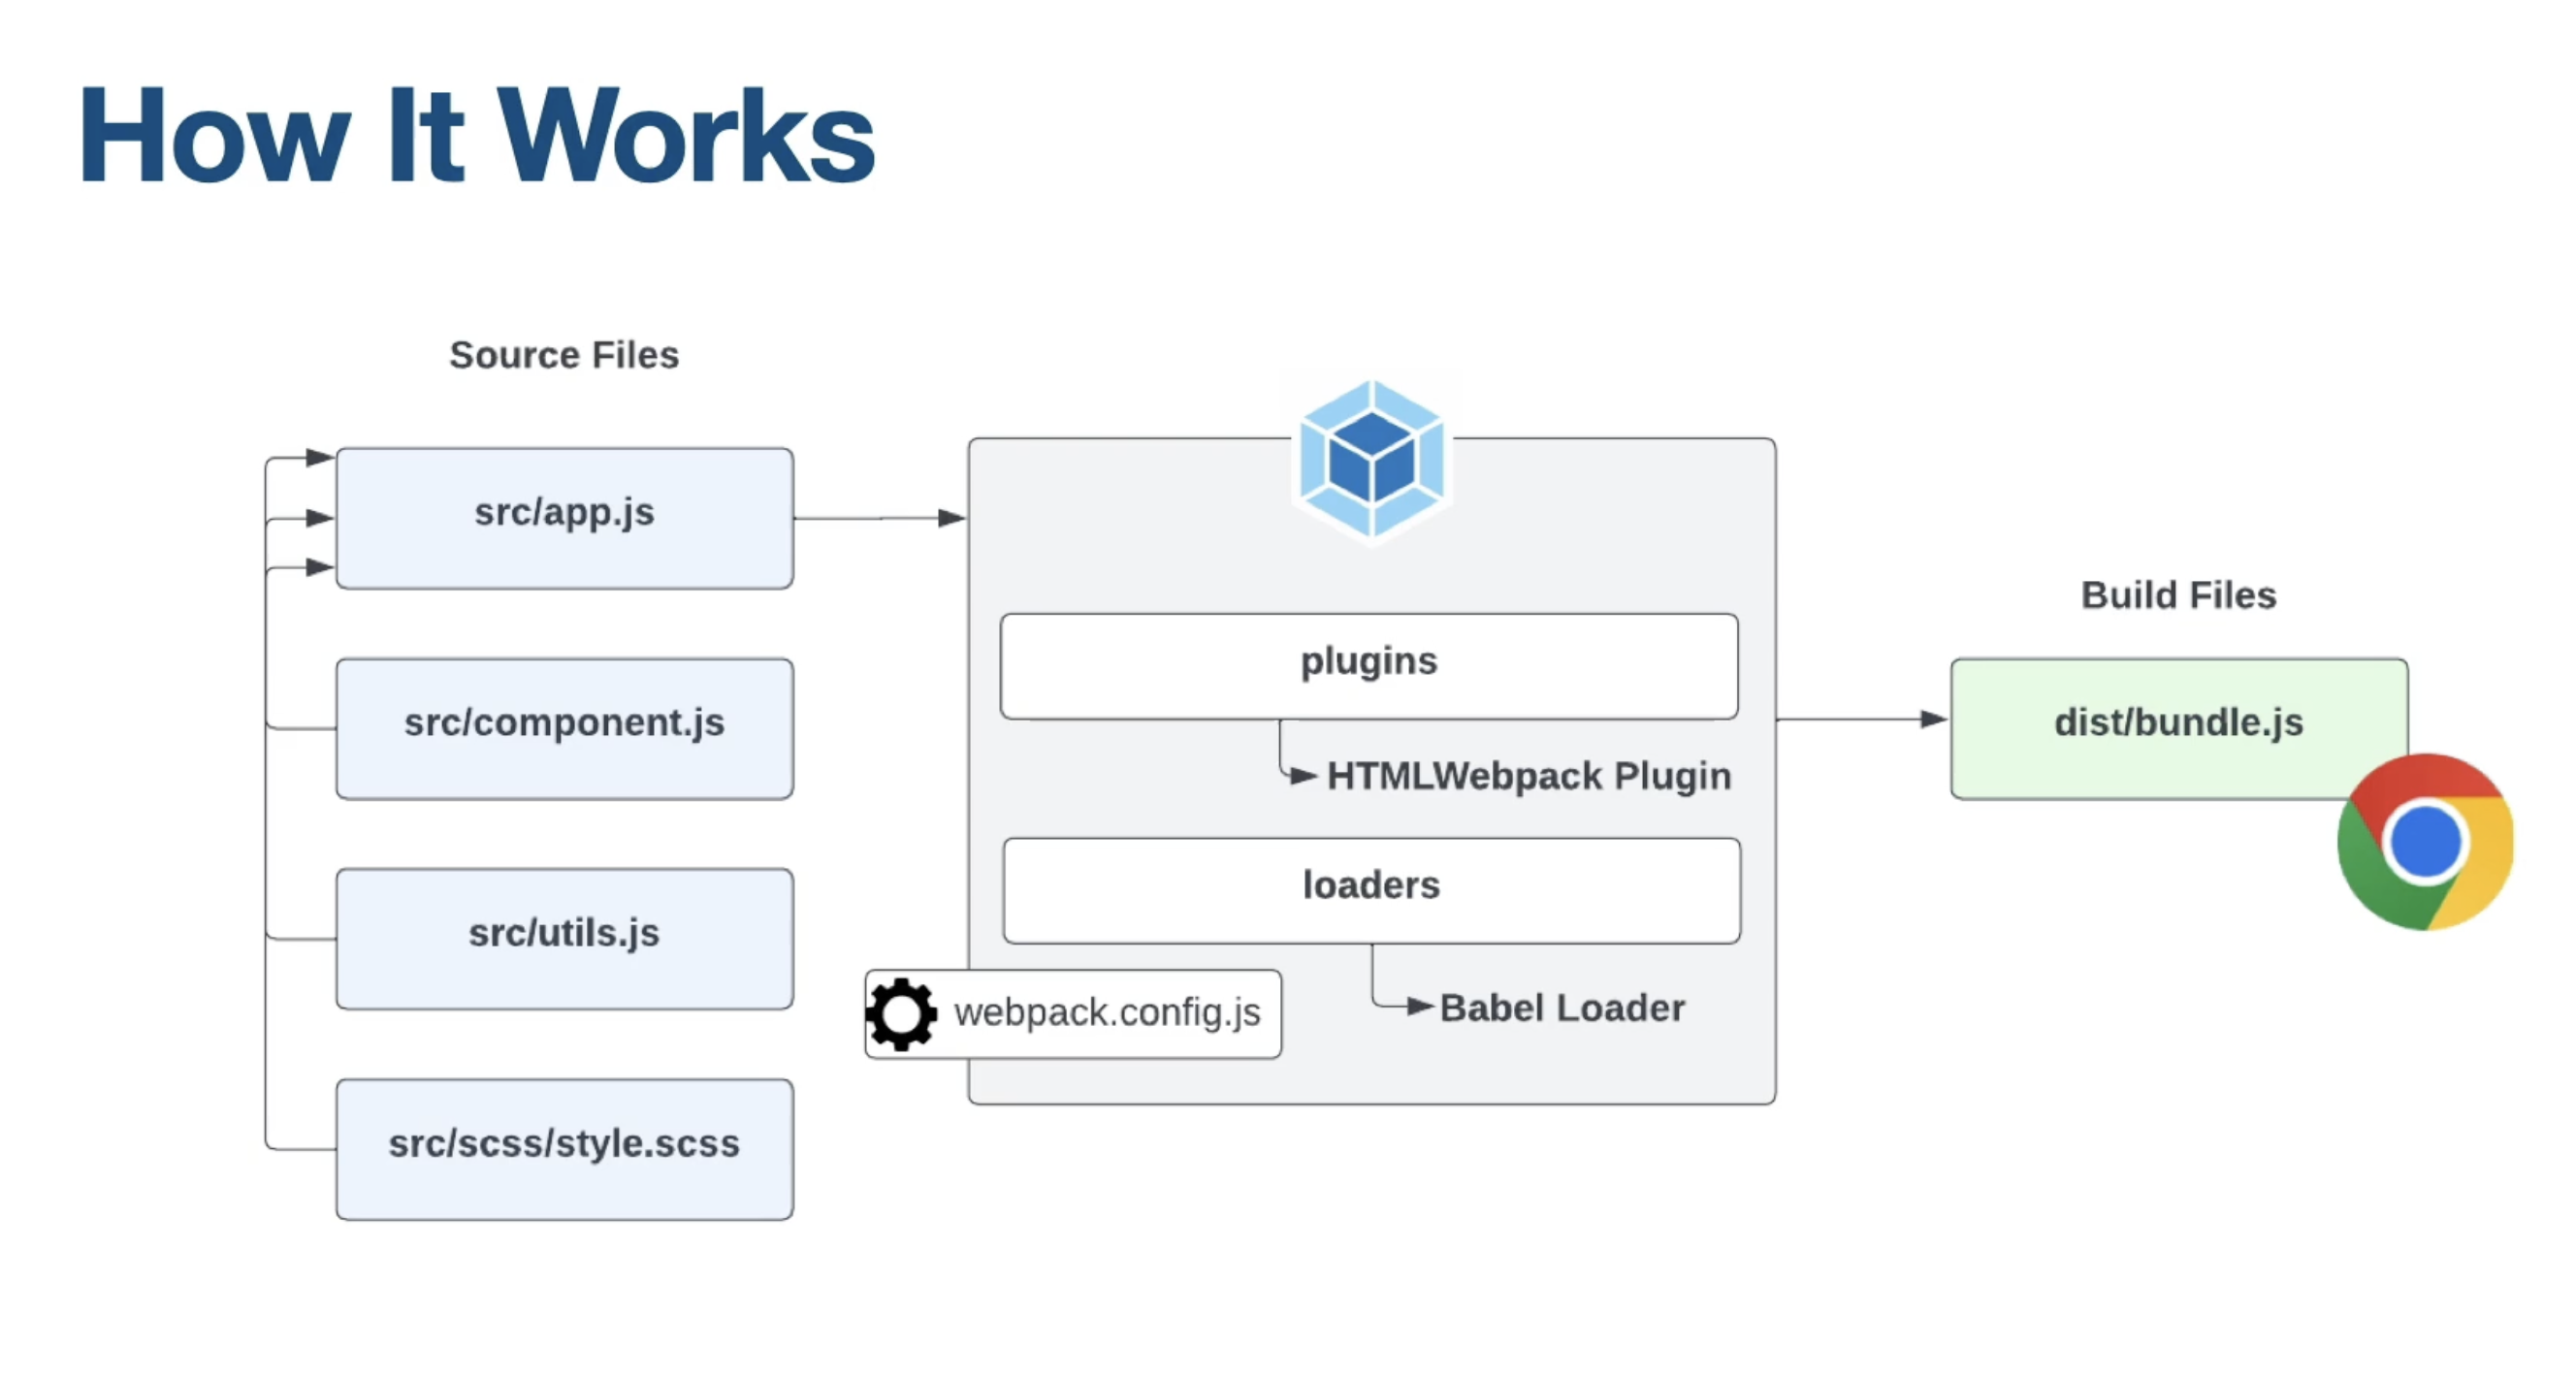 How It Works
Source Files
src/app.js
src/component.js
src/utils.js
src/scss/style.scss
plugins
HTMLWebpack Plugin
loaders
Babel Loader
webpack.config.js
Build Files
dist/bundle.js